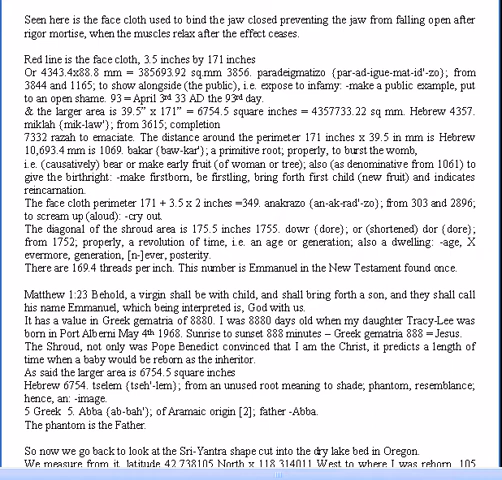 Seen here is the face cloth used to bind the jaw closed preventing the jaw from falling open after
rigor mortise, when the muscles relax after the effect ceases.
Red line is the face cloth, 3.5 inches by 171 inches
Or 4343.4x88.8 mm = 385693.92 sq.mm 3856. paradeigmatizo {par-ad-igue-mat-id'-zo}; from
3844 and 1165; to show alongside (the public), i.e. expose to infamy: -make a public example, put
to an open shame. 93 = April 3rd 33 AD the 93rd day.
& the larger area is 39.5" x 171" = 6754.5 square inches = 4357733.22 sq mm. Hebrew 4357.
miklah {mik-law'}; from 3615; completion
7332 razah to emaciate. The distance around the perimeter 171 inches x 39.5 in mm is Hebrew
10,693.4 mm is 1069. bakar {baw-kar'}; a primitive root; properly, to burst the womb,
i.e. (causatively) bear or make early fruit (of woman or tree); also (as denominative from 1061) to
give the birthright: -make firstborn, be firstling, bring forth first child (new fruit) and indicates
reincarnation.
The face cloth perimeter 171 + 3.5 x 2 inches =349. anakrazo {an-ak-rad'-zo}; from 303 and 2896;
to scream up (aloud): -cry out.
The diagonal of the shroud area is 175.5 inches 1755. dowr {dore}; or (shortened) dor {dore};
from 1752; properly, a revolution of time, i.e. an age or generation; also a dwelling: -age, X
evermore, generation, [n-]ever, posterity.
There are 169.4 threads per inch. This number is Emmanuel in the New Testament found once.
Matthew 1:23 Behold, a virgin shall be with child, and shall bring forth a son, and they shall call
his name Emmanuel, which being interpreted is, God with us.
It has a value in Greek gematria of 8880. I was 8880 days old when my daughter Tracy-Lee was
born in Port Alberni May 4th 1968. Sunrise to sunset 888 minutes – Greek gematria 888 = Jesus.
The Shroud, not only was Pope Benedict convinced that I am the Christ, it predicts a length of
time when a baby would be reborn as the inheritor.
As said the larger area is 6754.5 square inches
Hebrew 6754. tselem {tseh'-lem}; from an unused root meaning to shade; phantom, resemblance;
hence, an: -image.
5 Greek 5. Abba {ab-bah'}; of Aramaic origin [2]; father -Abba.
The phantom is the Father.
So now we go back to look at the Sri-Yantra shape cut into the dry lake bed in Oregon.
We measure from it, latitude 42.738105 North x 118.314011 West to where I was reborn, 105